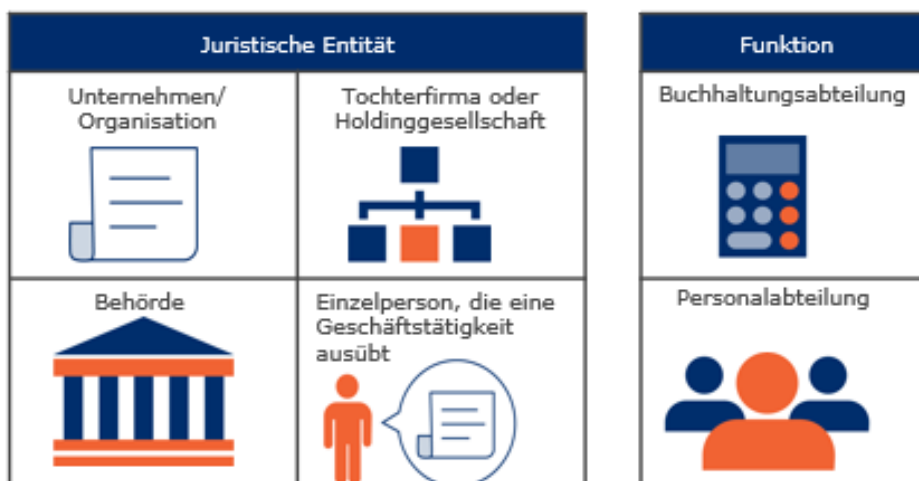 Juristische Entität
Unternehmen/
Organisation
Tochterfirma oder
Holdinggesellschaft
Behörde
Einzelperson, die eine
Geschäftstätigkeit
ausübt
Funktion
Buchhaltungsabteilung
Personalabteilung